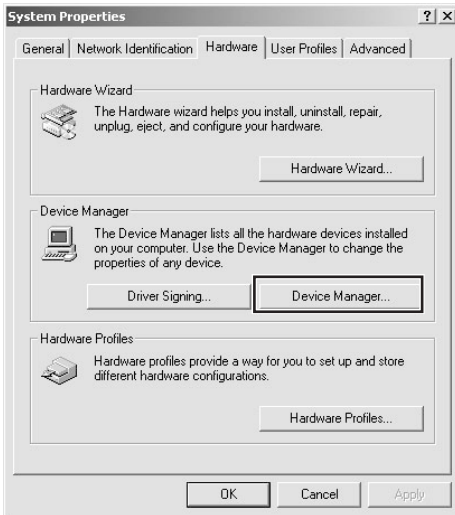 System Properties
General
Network Identification
Hardware
User Profiles
Advanced
Hardware Wizard
The Hardware wizard helps you install, uninstall, repair,
unplug, eject, and configure your hardware.
Hardware Wizard...
Device Manager
The Device Manager lists all the hardware devices installed
on your computer. Use the Device Manager to change the
properties of any device.
Driver Signing...
Device Manager...
Hardware Profiles
Hardware profiles provide a way for you to set up and store
different hardware configurations.
Hardware Profiles...
OK
Cancel
Apply